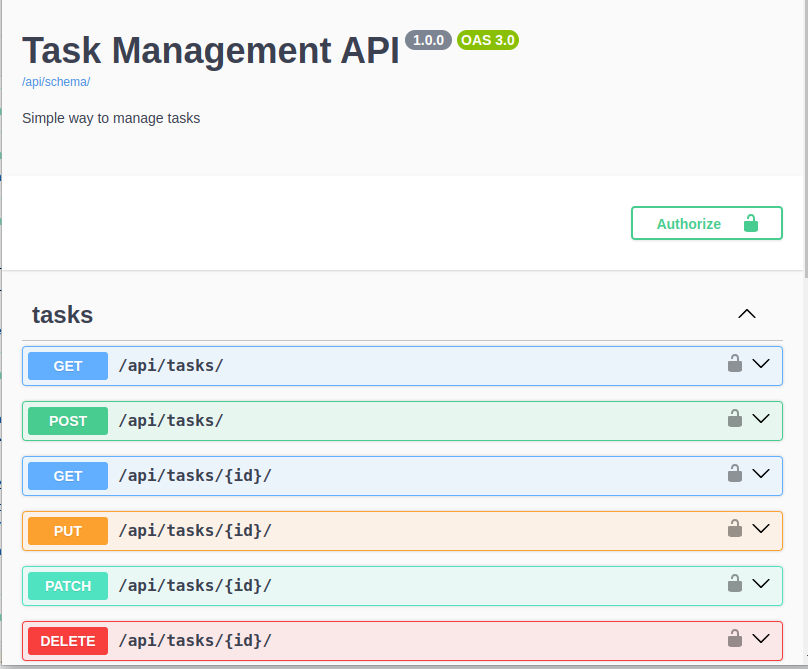 Task Management API 1.0.0 OAS 3.0
/api/schema/
Simple way to manage tasks
Authorize
tasks
GET /api/tasks/
POST /api/tasks/
GET /api/tasks/{id}/
PUT /api/tasks/{id}/
PATCH /api/tasks/{id}/
DELETE /api/tasks/{id}/